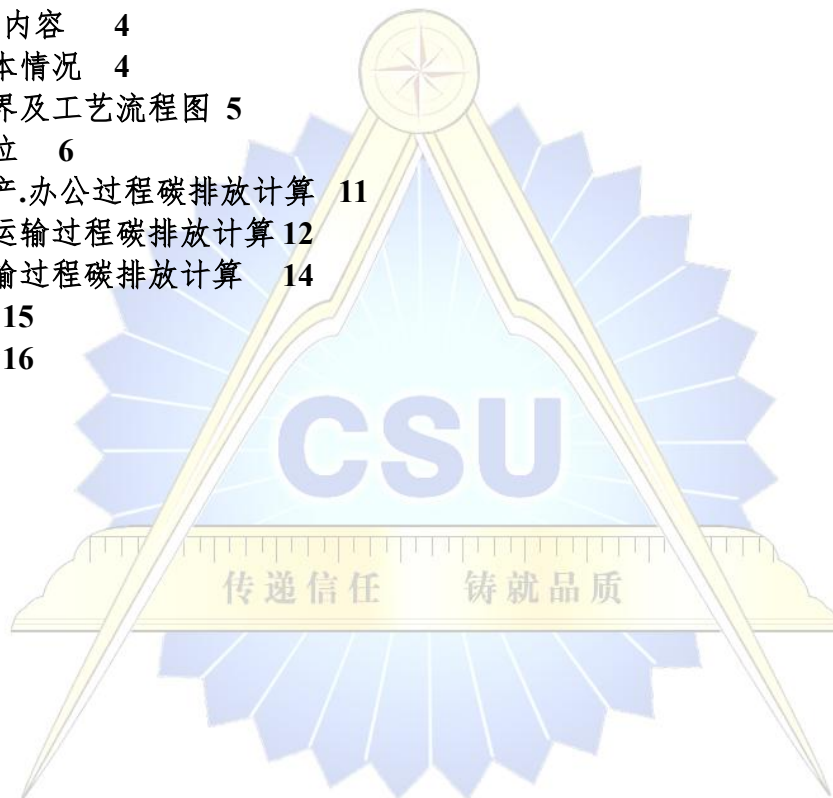 内容 4
本情况 4
界及工艺流程图 5
位 6
产.办公过程碳排放计算 11
运输过程碳排放计算 12
输过程碳排放计算 14
15
16
CSU
传递信任 铸就品质